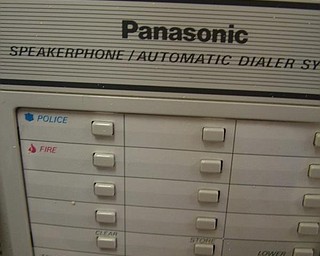 Panasonic
SPEAKERPHONE / AUTOMATIC DIALER SY
POLICE
FIRE
CLEAR
STORE
LOWER